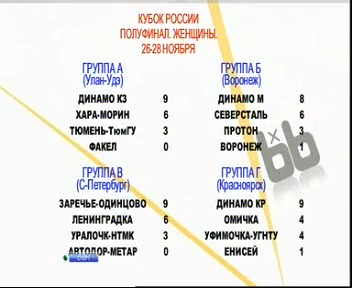 КУБОК РОССИИ
ПОЛУФИНАЛ. ЖЕНЩИНЫ.
26-28 НОЯБРЯ
ГРУППА А
(Улан-Удэ)
ДИНАМО КЗ 9
ХАРА-МОРИН 6
ТЮМЕНЬ-ТюмГУ 3
ФАКЕЛ 0
ГРУППА Б
(Воронеж)
ДИНАМО М 8
СЕВЕРСТАЛЬ 6
ПРОТОН 3
ВОРОНЕЖ 1
ГРУППА В
(С-Петербург)
ЗАРЕЧЬЕ-ОДИНЦОВО 9
ЛЕНИНГРАДКА 6
УРАЛОЧК-НТМК 3
АВТОДОР-МЕТАР 0
ГРУППА Г
(Красноярск)
ДИНАМО КР 9
ОМИЧКА 4
УФИМОЧКА-УГНТУ 4
ЕНИСЕЙ 1